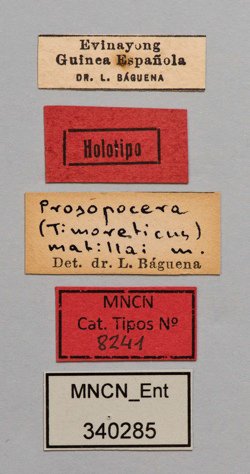 Evinayong
Guinea Española
DR. L. BÁGUENA
Holotipo
Prosopocera
(Timoreticus)
matillai m.
Det. dr. L. Báguena
MNCN
Cat. Tipos Nº
8241
MNCN_Ent
340285